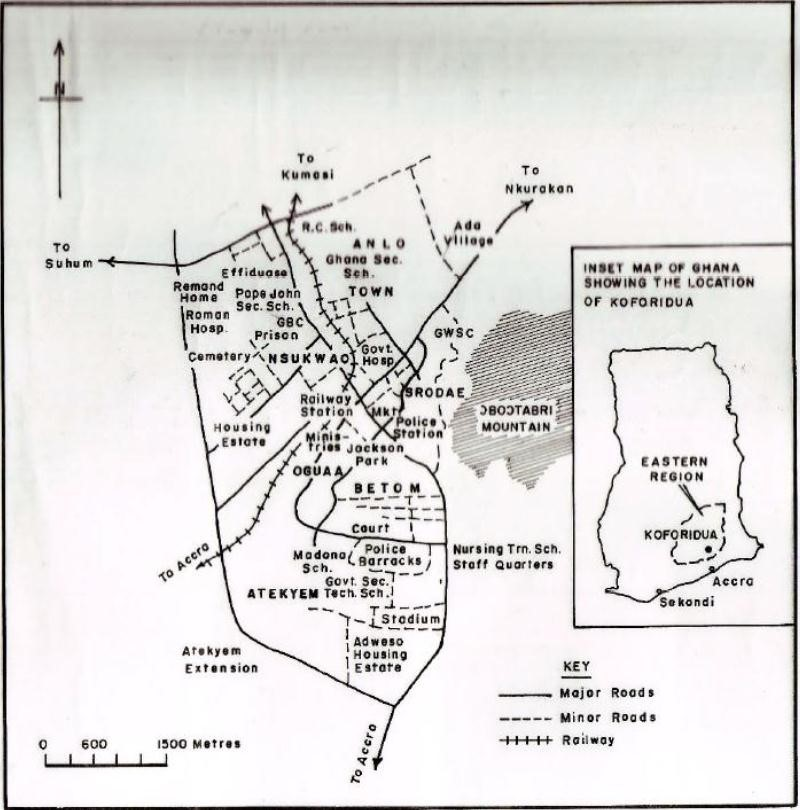 N
To
Kumasi
To
Nkurakan
To
Suhum
R.C. Sch.
Ada
Village
ANLO
Ghana Sec.
Sch.
TOWN
Effiduase
Remand
Home
Roman
Hosp.
Pope John
Sec. Sch.
GBC
Prison
Cemetery
NSUKWAO
Govt.
Hosp
GWSC
SRODAE
Railway
Station
Mkt
Police
Station
Housing
Estate
Minis-
tries
Jackson
Park
OGUAA
BETOM
OBOOTABRI
MOUNTAIN
Court
To Accra
Madona
Sch.
Police
Barracks
Nursing Trn. Sch.
Staff Quarters
Govt. Sec.
Tech. Sch.
ATEKYEM
Stadium
Adweso
Housing
Estate
Atekyem
Extension
To Accra
INSET MAP OF GHANA
SHOWING THE LOCATION
OF KOFORIDUA
EASTERN
REGION
KOFORIDUA
Accra
Sekondi
KEY
Major Roads
Minor Roads
Railway
0 600 1500 Metres